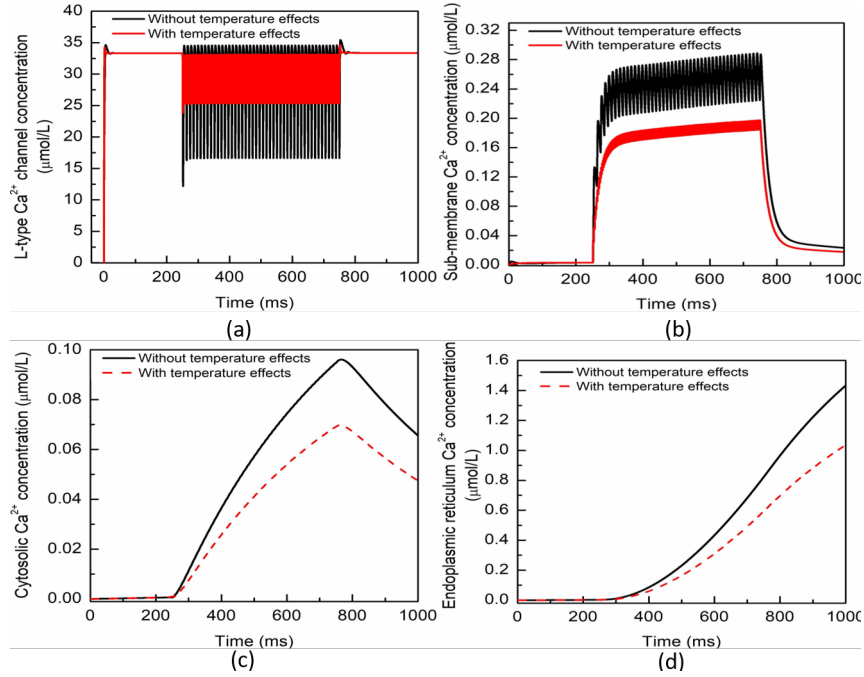 Without temperature effects
With temperature effects
L-type Ca²⁺ channel concentration
(μmol/L)
40
35
30
25
20
15
10
5
0
0 200 400 600 800 1000
Time (ms)
(a)
Without temperature effects
With temperature effects
Sub-membrane Ca²⁺ concentration (μmol/L)
0.32
0.28
0.24
0.20
0.16
0.12
0.08
0.04
0.00
0 200 400 600 800 1000
Time (ms)
(b)
Without temperature effects
With temperature effects
Cytosolic Ca²⁺ concentration (μmol/L)
0.10
0.08
0.06
0.04
0.02
0.00
0 200 400 600 800 1000
Time (ms)
(c)
Without temperature effects
With temperature effects
Endoplasmic reticulum Ca²⁺ concentration
(μmol/L)
1.6
1.4
1.2
1.0
0.8
0.6
0.4
0.2
0.0
0 200 400 600 800 1000
Time (ms)
(d)